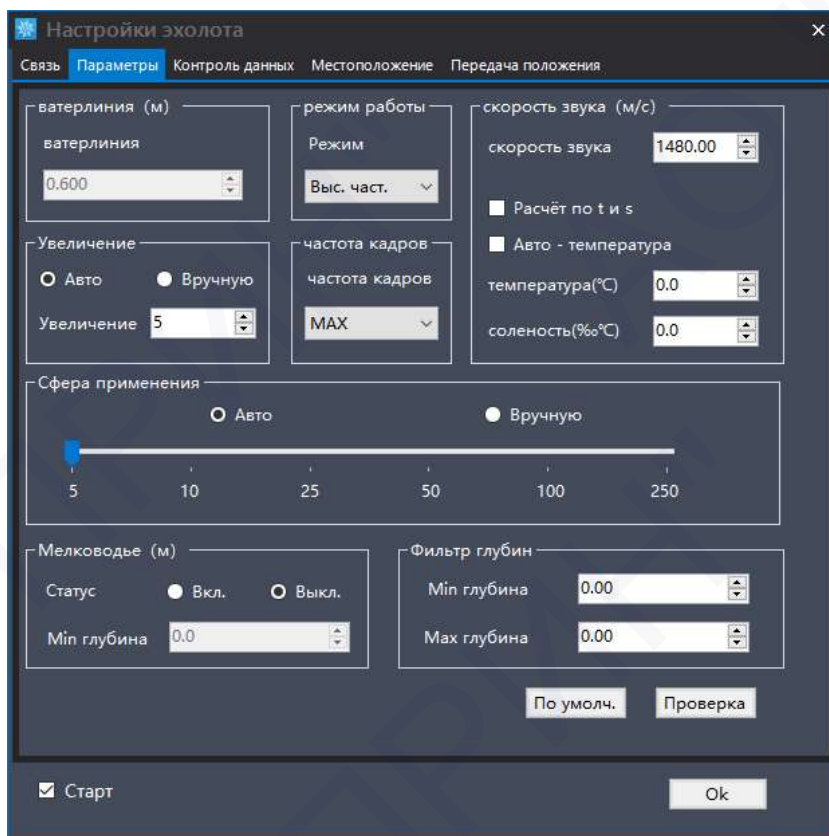 Настройки эхолота
Связь Параметры Контроль данных Местоположение Передача положения
ватерлиния (м)
ватерлиния
0.600
режим работы
Режим
Выс. част.
скорость звука (м/с)
скорость звука 1480.00
Расчёт по t и s
Авто - температура
температура(℃) 0.0
соленость(‰℃) 0.0
Увеличение
Авто Вручную
Увеличение 5
частота кадров
частота кадров
MAX
Сфера применения
Авто Вручную
5 10 25 50 100 250
Мелководье (м)
Статус Вкл. Выкл.
Min глубина 0.0
Фильтр глубин
Min глубина 0.00
Max глубина 0.00
По умолч. Проверка
Старт Ok